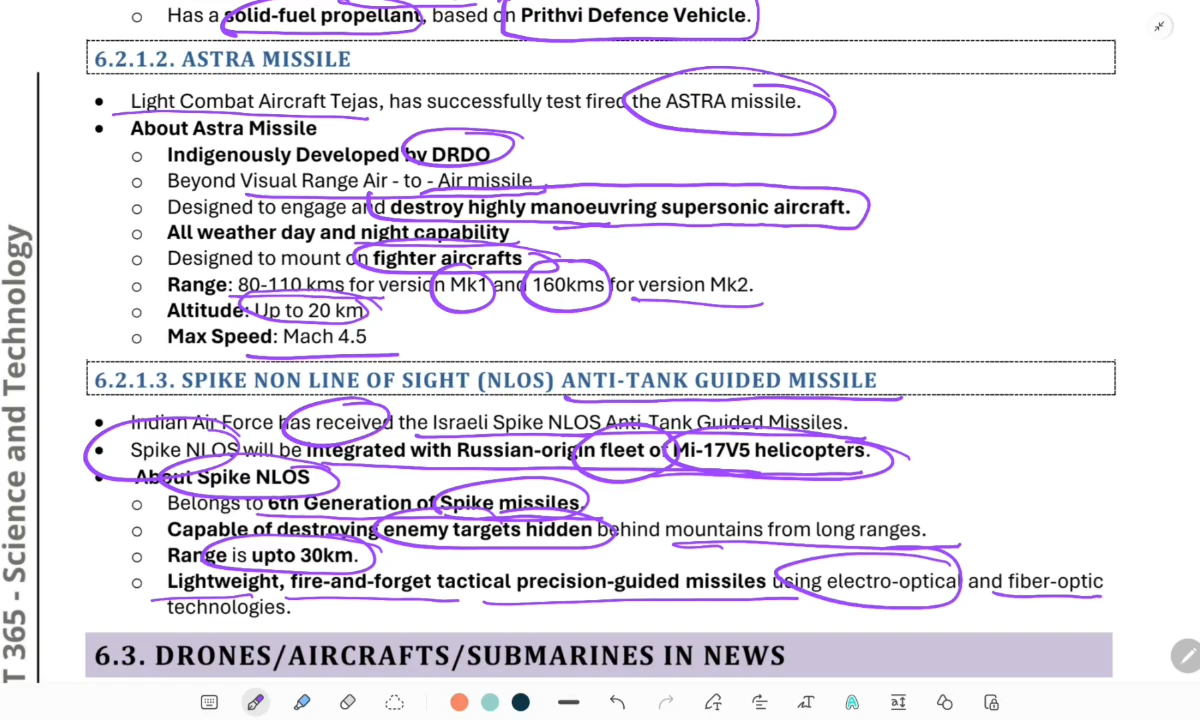 o Has a solid-fuel propellant, based on Prithvi Defence Vehicle.
6.2.1.2. ASTRA MISSILE
• Light Combat Aircraft Tejas, has successfully test fired the ASTRA missile.
• About Astra Missile
o Indigenously Developed by DRDO
o Beyond Visual Range Air - to - Air missile
o Designed to engage and destroy highly manoeuvring supersonic aircraft.
o All weather day and night capability
o Designed to mount on fighter aircrafts
o Range: 80-110 kms for version Mk1 and 160kms for version Mk2.
o Altitude: Up to 20 km
o Max Speed: Mach 4.5
6.2.1.3. SPIKE NON LINE OF SIGHT (NLOS) ANTI-TANK GUIDED MISSILE
• Indian Air Force has received the Israeli Spike NLOS Anti-Tank Guided Missiles.
• Spike NLOS will be integrated with Russian-origin fleet of Mi-17V5 helicopters.
• About Spike NLOS
o Belongs to 6th Generation of Spike missiles.
o Capable of destroying enemy targets hidden behind mountains from long ranges.
o Range is upto 30km.
o Lightweight, fire-and-forget tactical precision-guided missiles using electro-optical and fiber-optic
technologies.
6.3. DRONES/AIRCRAFTS/SUBMARINES IN NEWS
T 365 - Science and Technology